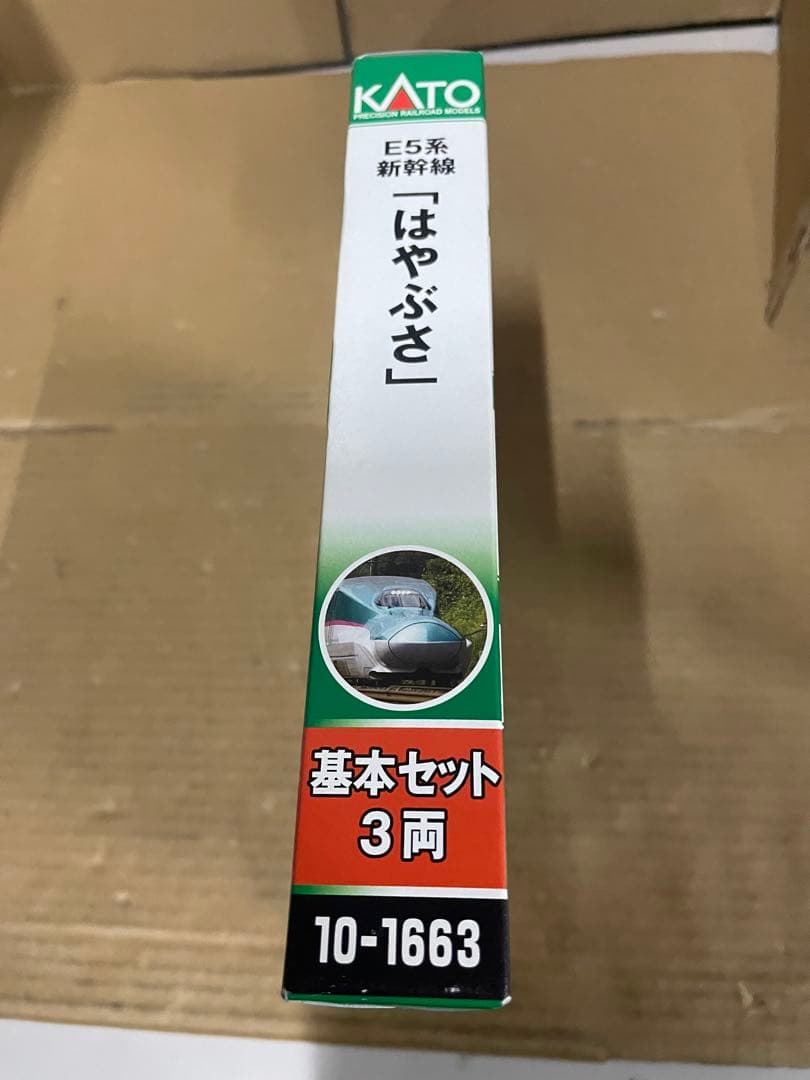 KATO
PRECISION RAILROAD MODELS
E5系
新幹線
「はやぶさ」
基本セット
3両
10-1663